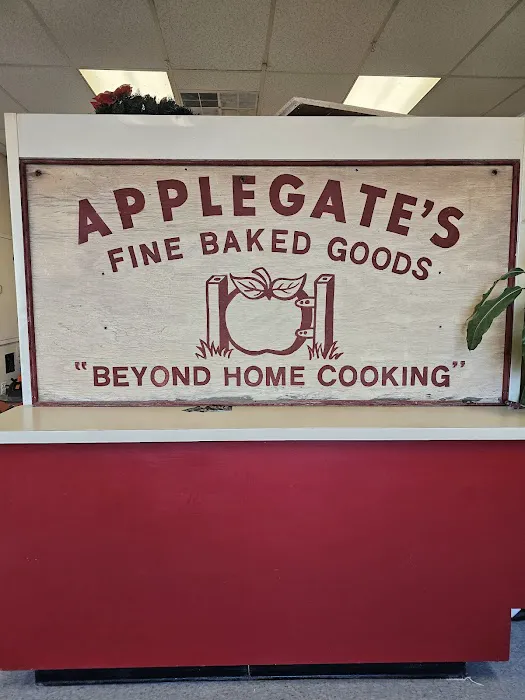 APPLEGATE'S
FINE BAKED GOODS
"BEYOND HOME COOKING"